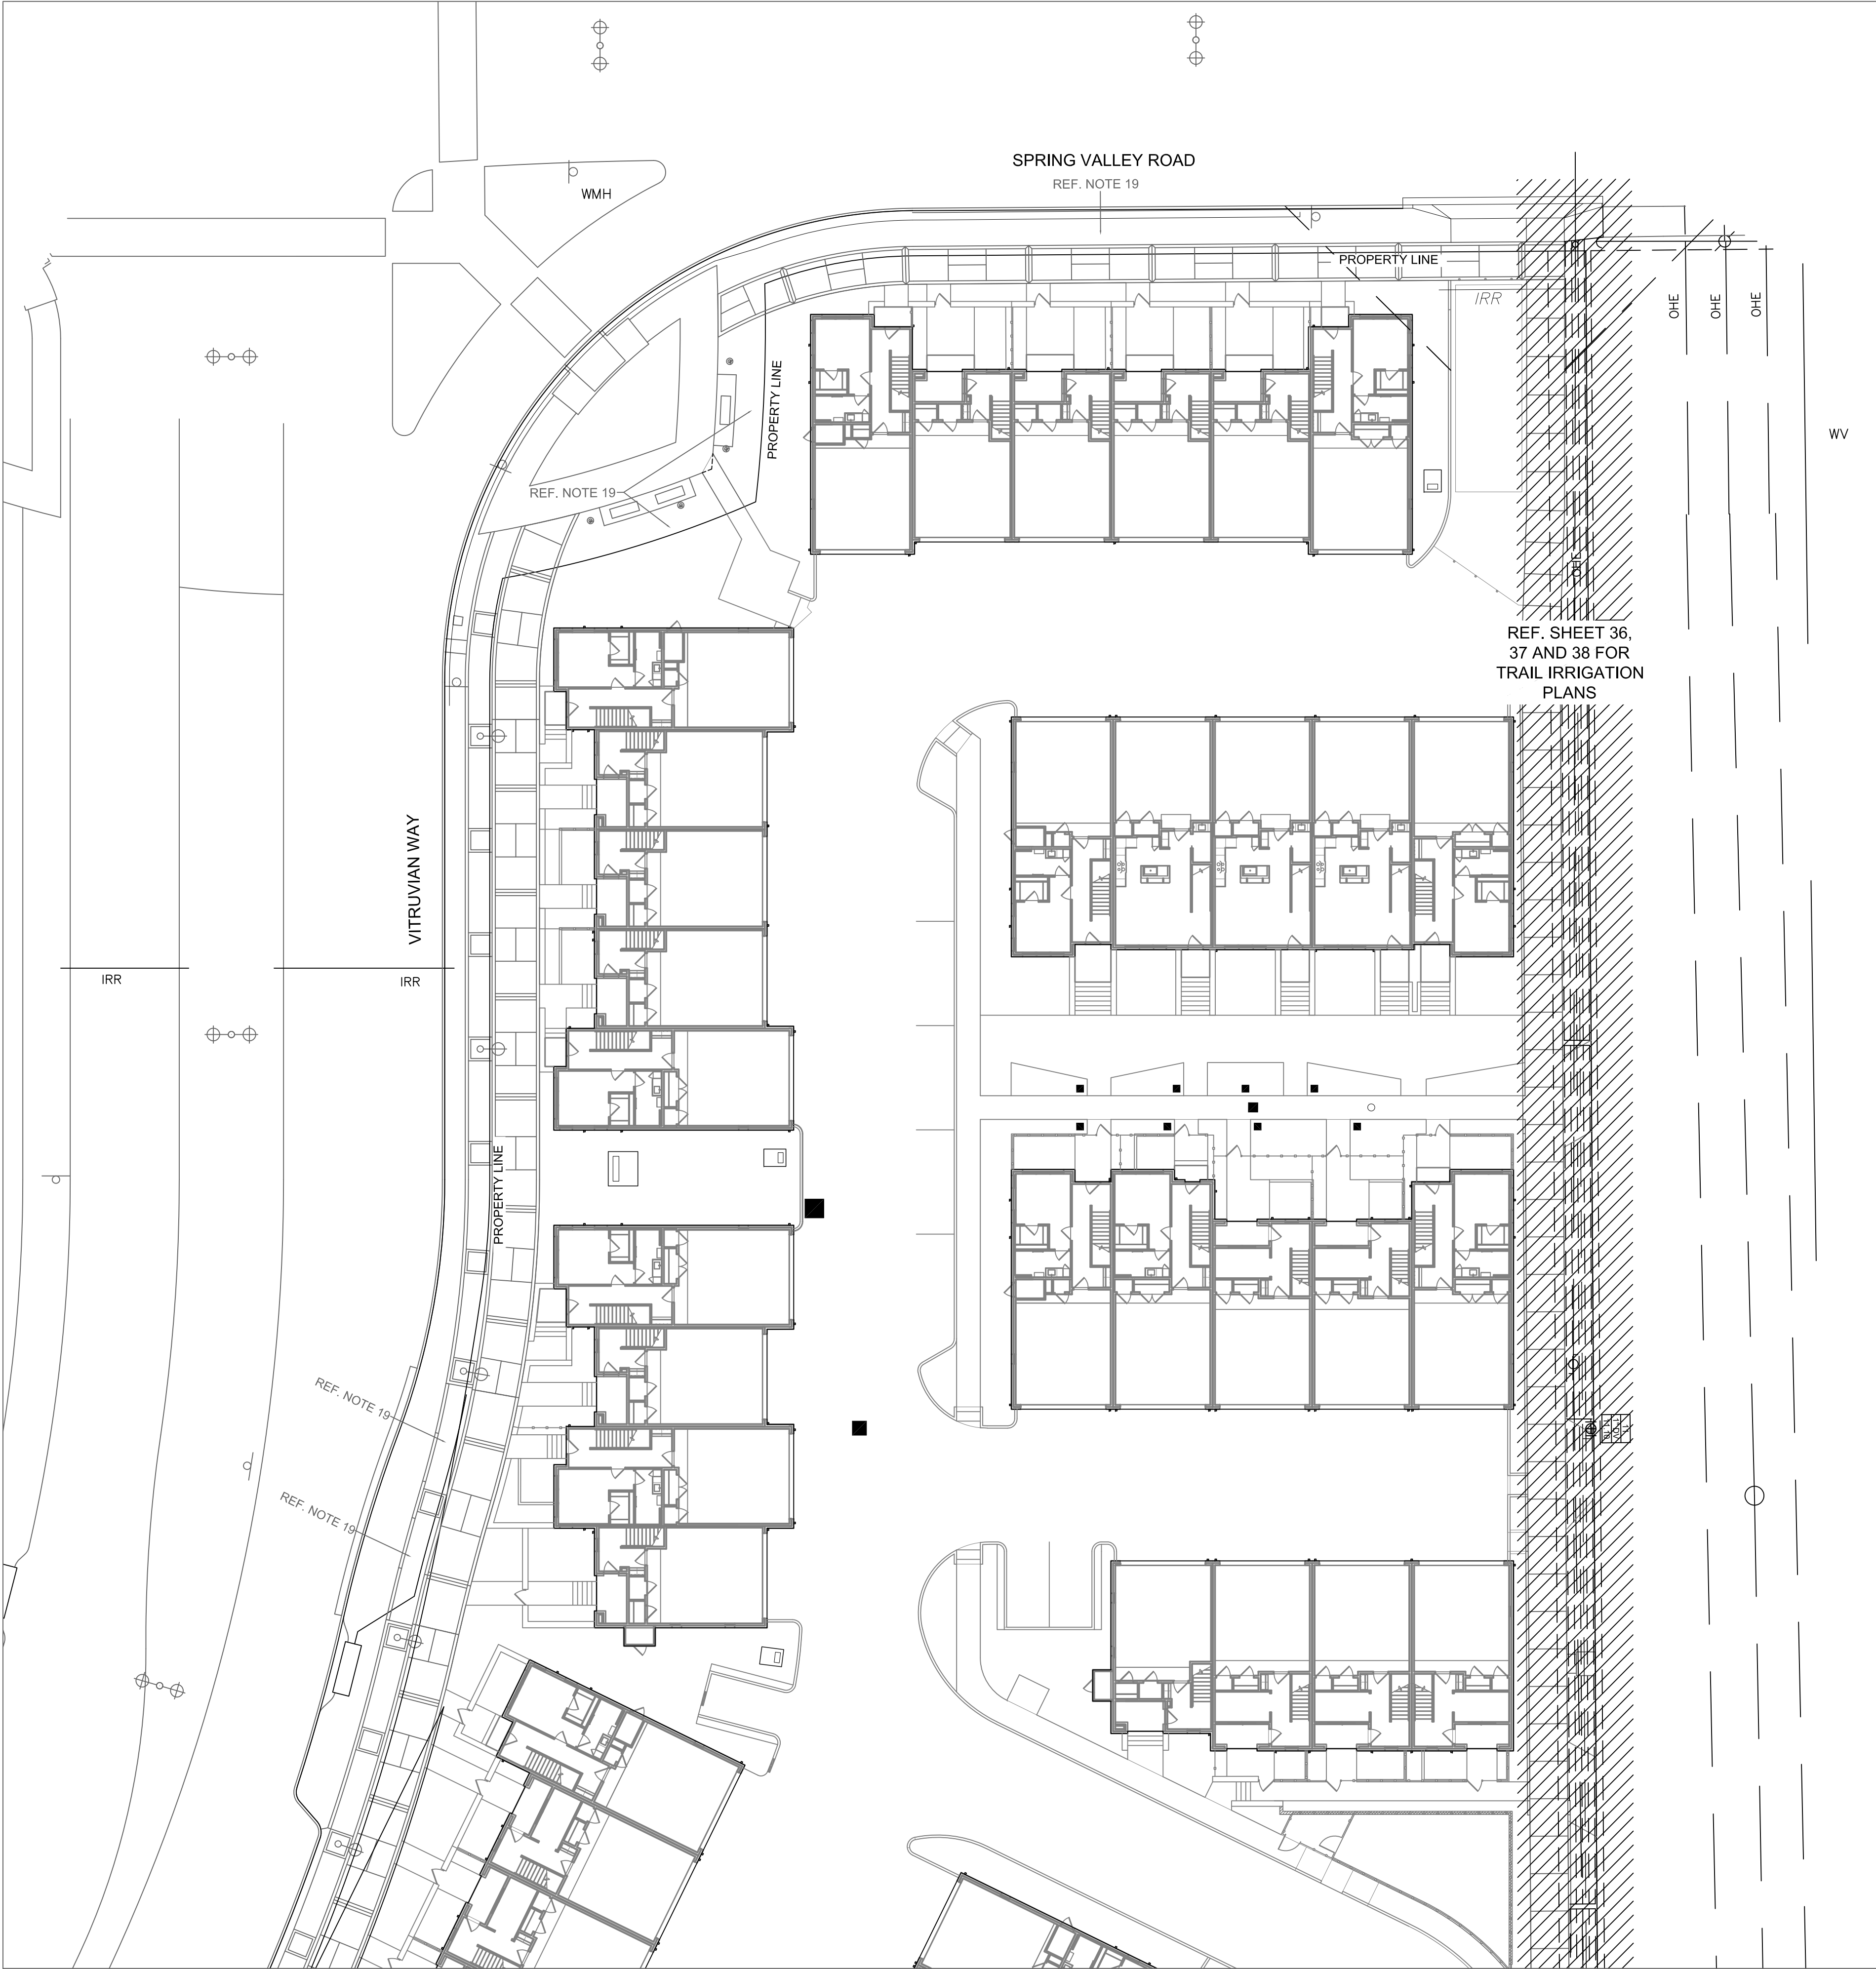 SPRING VALLEY ROAD
REF. NOTE 19
WMH
PROPERTY LINE
IRR
OHE
OHE
OHE
PROPERTY LINE
WV
REF. NOTE 19
OHE
REF. SHEET 36,
37 AND 38 FOR
TRAIL IRRIGATION
PLANS
VITRUVIAN WAY
IRR
IRR
PROPERTY LINE
REF. NOTE 19
REF. NOTE 19